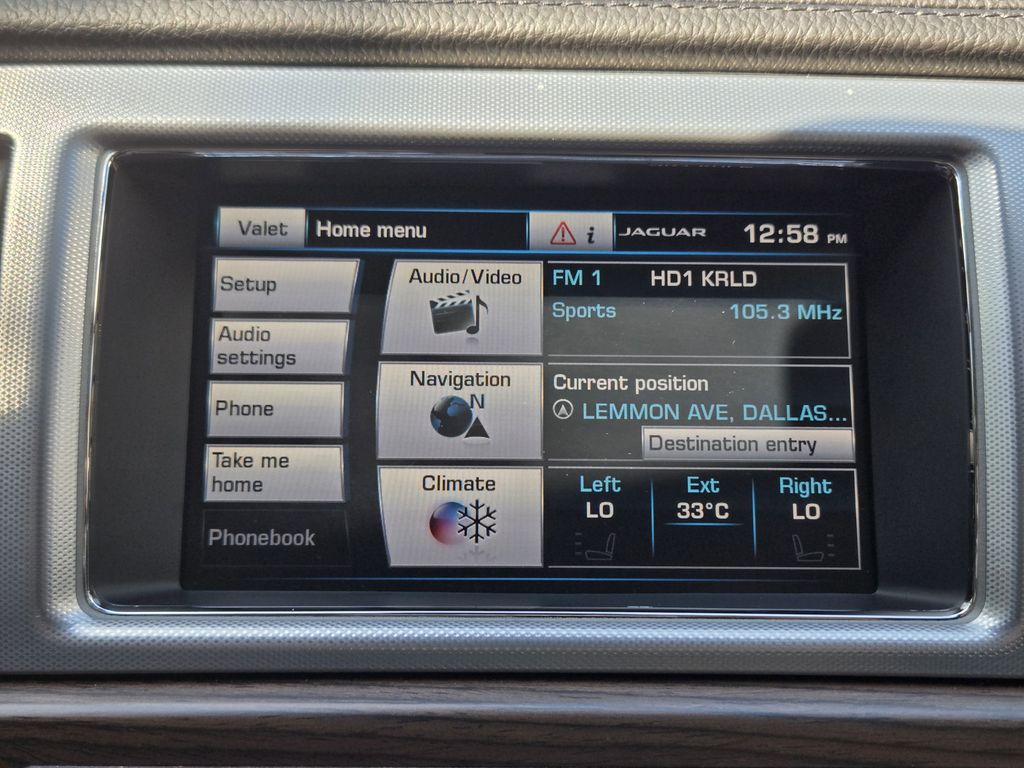 Valet
Home menu
i
JAGUAR
12:58 PM
Setup
Audio
settings
Phone
Take me
home
Phonebook
Audio/Video
FM 1 HD1 KRLD
Sports 105.3 MHz
Navigation
N
Current position
LEMMON AVE, DALLAS...
Destination entry
Climate
Left Ext Right
LO 33°C LO